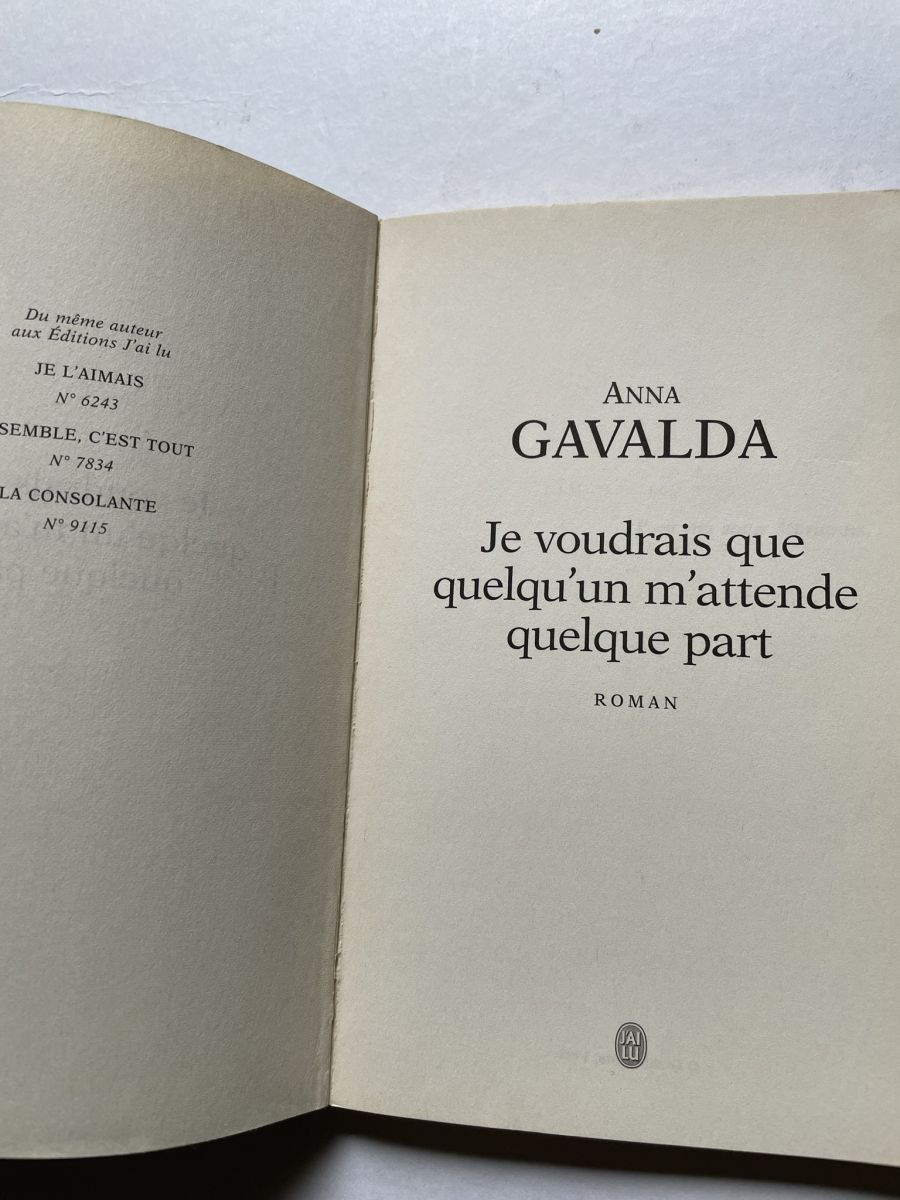 Du même auteur
aux Éditions J'ai lu
JE L'AIMAIS
N° 6243
SEMBLE, C'EST TOUT
N° 7834
LA CONSOLANTE
N° 9115
ANNA
GAVALDA
Je voudrais que
quelqu'un m'attende
quelque part
ROMAN
J'AI
LU